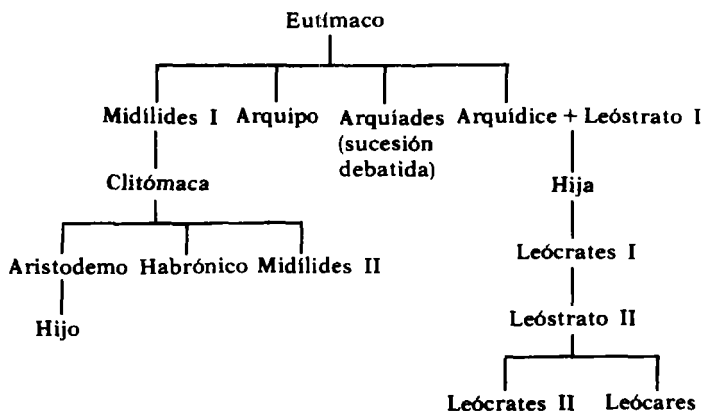 Eutímaco
Midílides I Arquipo Arquíades Arquídice + Leóstrato I
(sucesión
debatida)
Clitómaca
Hija
Aristodemo Habrónico Midílides II
Leócrates I
Hijo
Leóstrato II
Leócrates II Leócares